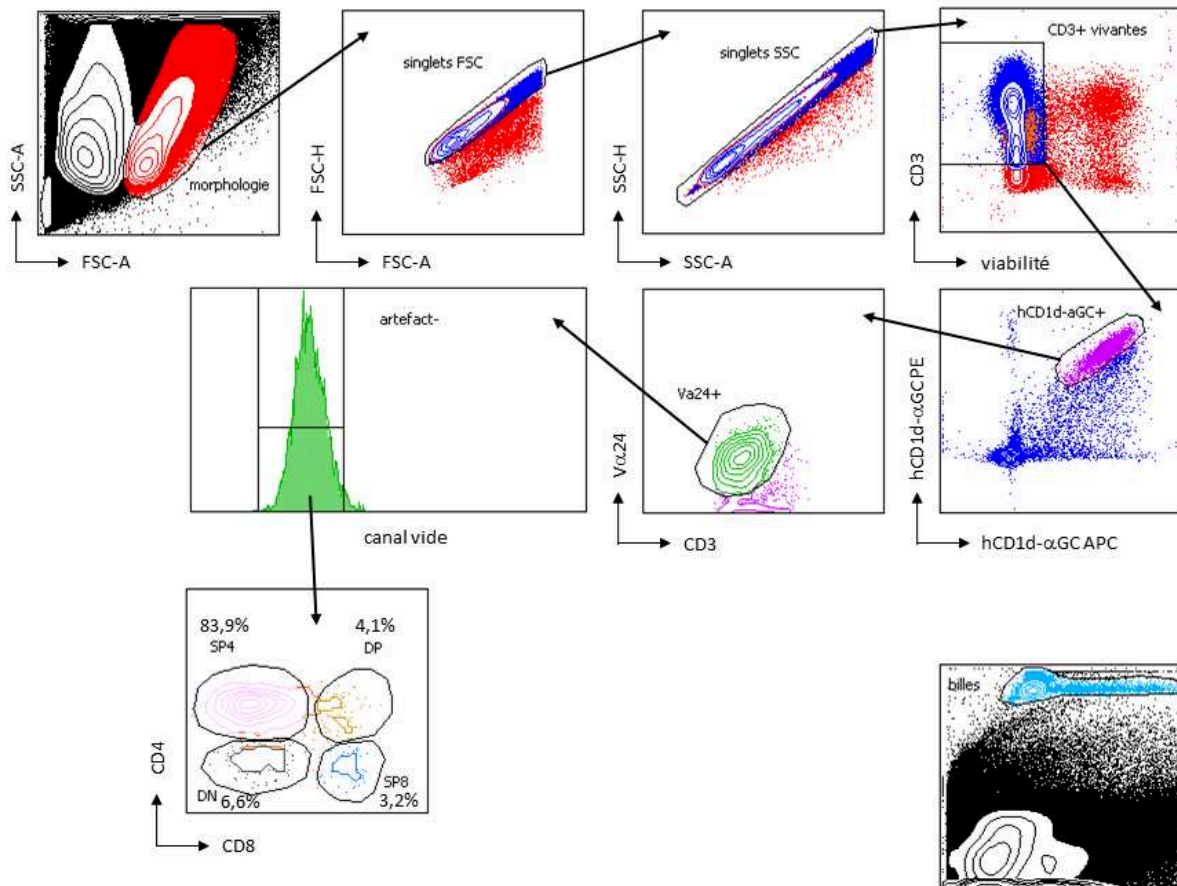 SSC-A
morphologie
FSC-A
FSC-H
singlets FSC
FSC-A
SSC-H
singlets SSC
SSC-A
CD3
CD3+ vivantes
viabilité
artefact-
canal vide
Vα24
Va24+
CD3
hCD1d-αGC PE
hCD1d-aGC+
hCD1d-αGC APC
CD4
83,9%
SP4
4,1%
DP
DN 6,6%
SP8
3,2%
CD8
billes